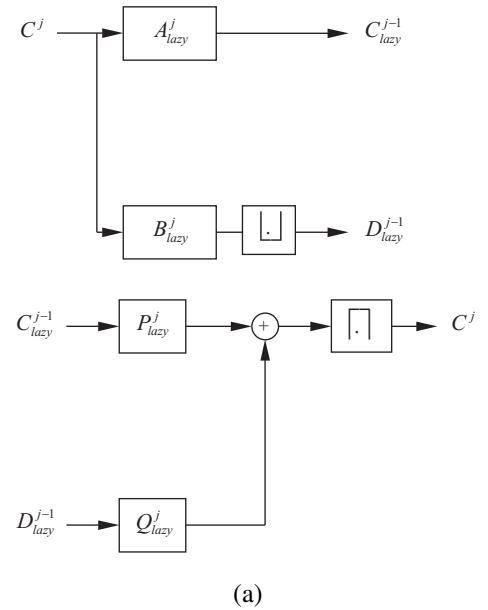 C^j A^j_lazy C^{j-1}_lazy
B^j_lazy ⌊.⌋ D^{j-1}_lazy
C^{j-1}_lazy P^j_lazy + ⌈.⌉ C^j
D^{j-1}_lazy Q^j_lazy
(a)